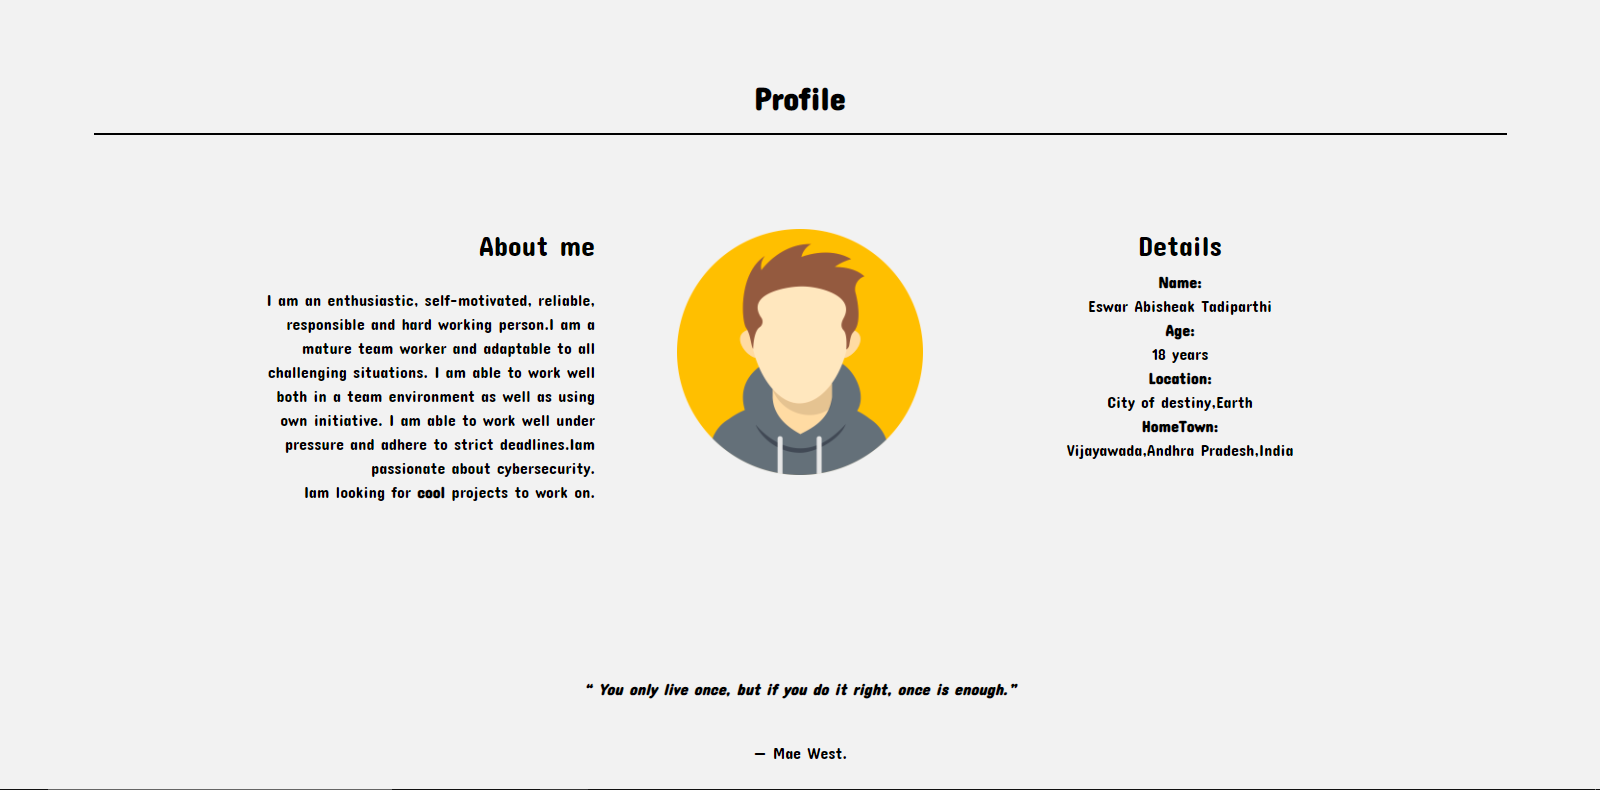 Profile
About me
I am an enthusiastic, self-motivated, reliable,
responsible and hard working person.I am a
mature team worker and adaptable to all
challenging situations. I am able to work well
both in a team environment as well as using
own initiative. I am able to work well under
pressure and adhere to strict deadlines.Iam
passionate about cybersecurity.
Iam looking for cool projects to work on.
Details
Name:
Eswar Abisheak Tadiparthi
Age:
18 years
Location:
City of destiny,Earth
HomeTown:
Vijayawada,Andhra Pradesh,India
“ You only live once, but if you do it right, once is enough.”
— Mae West.